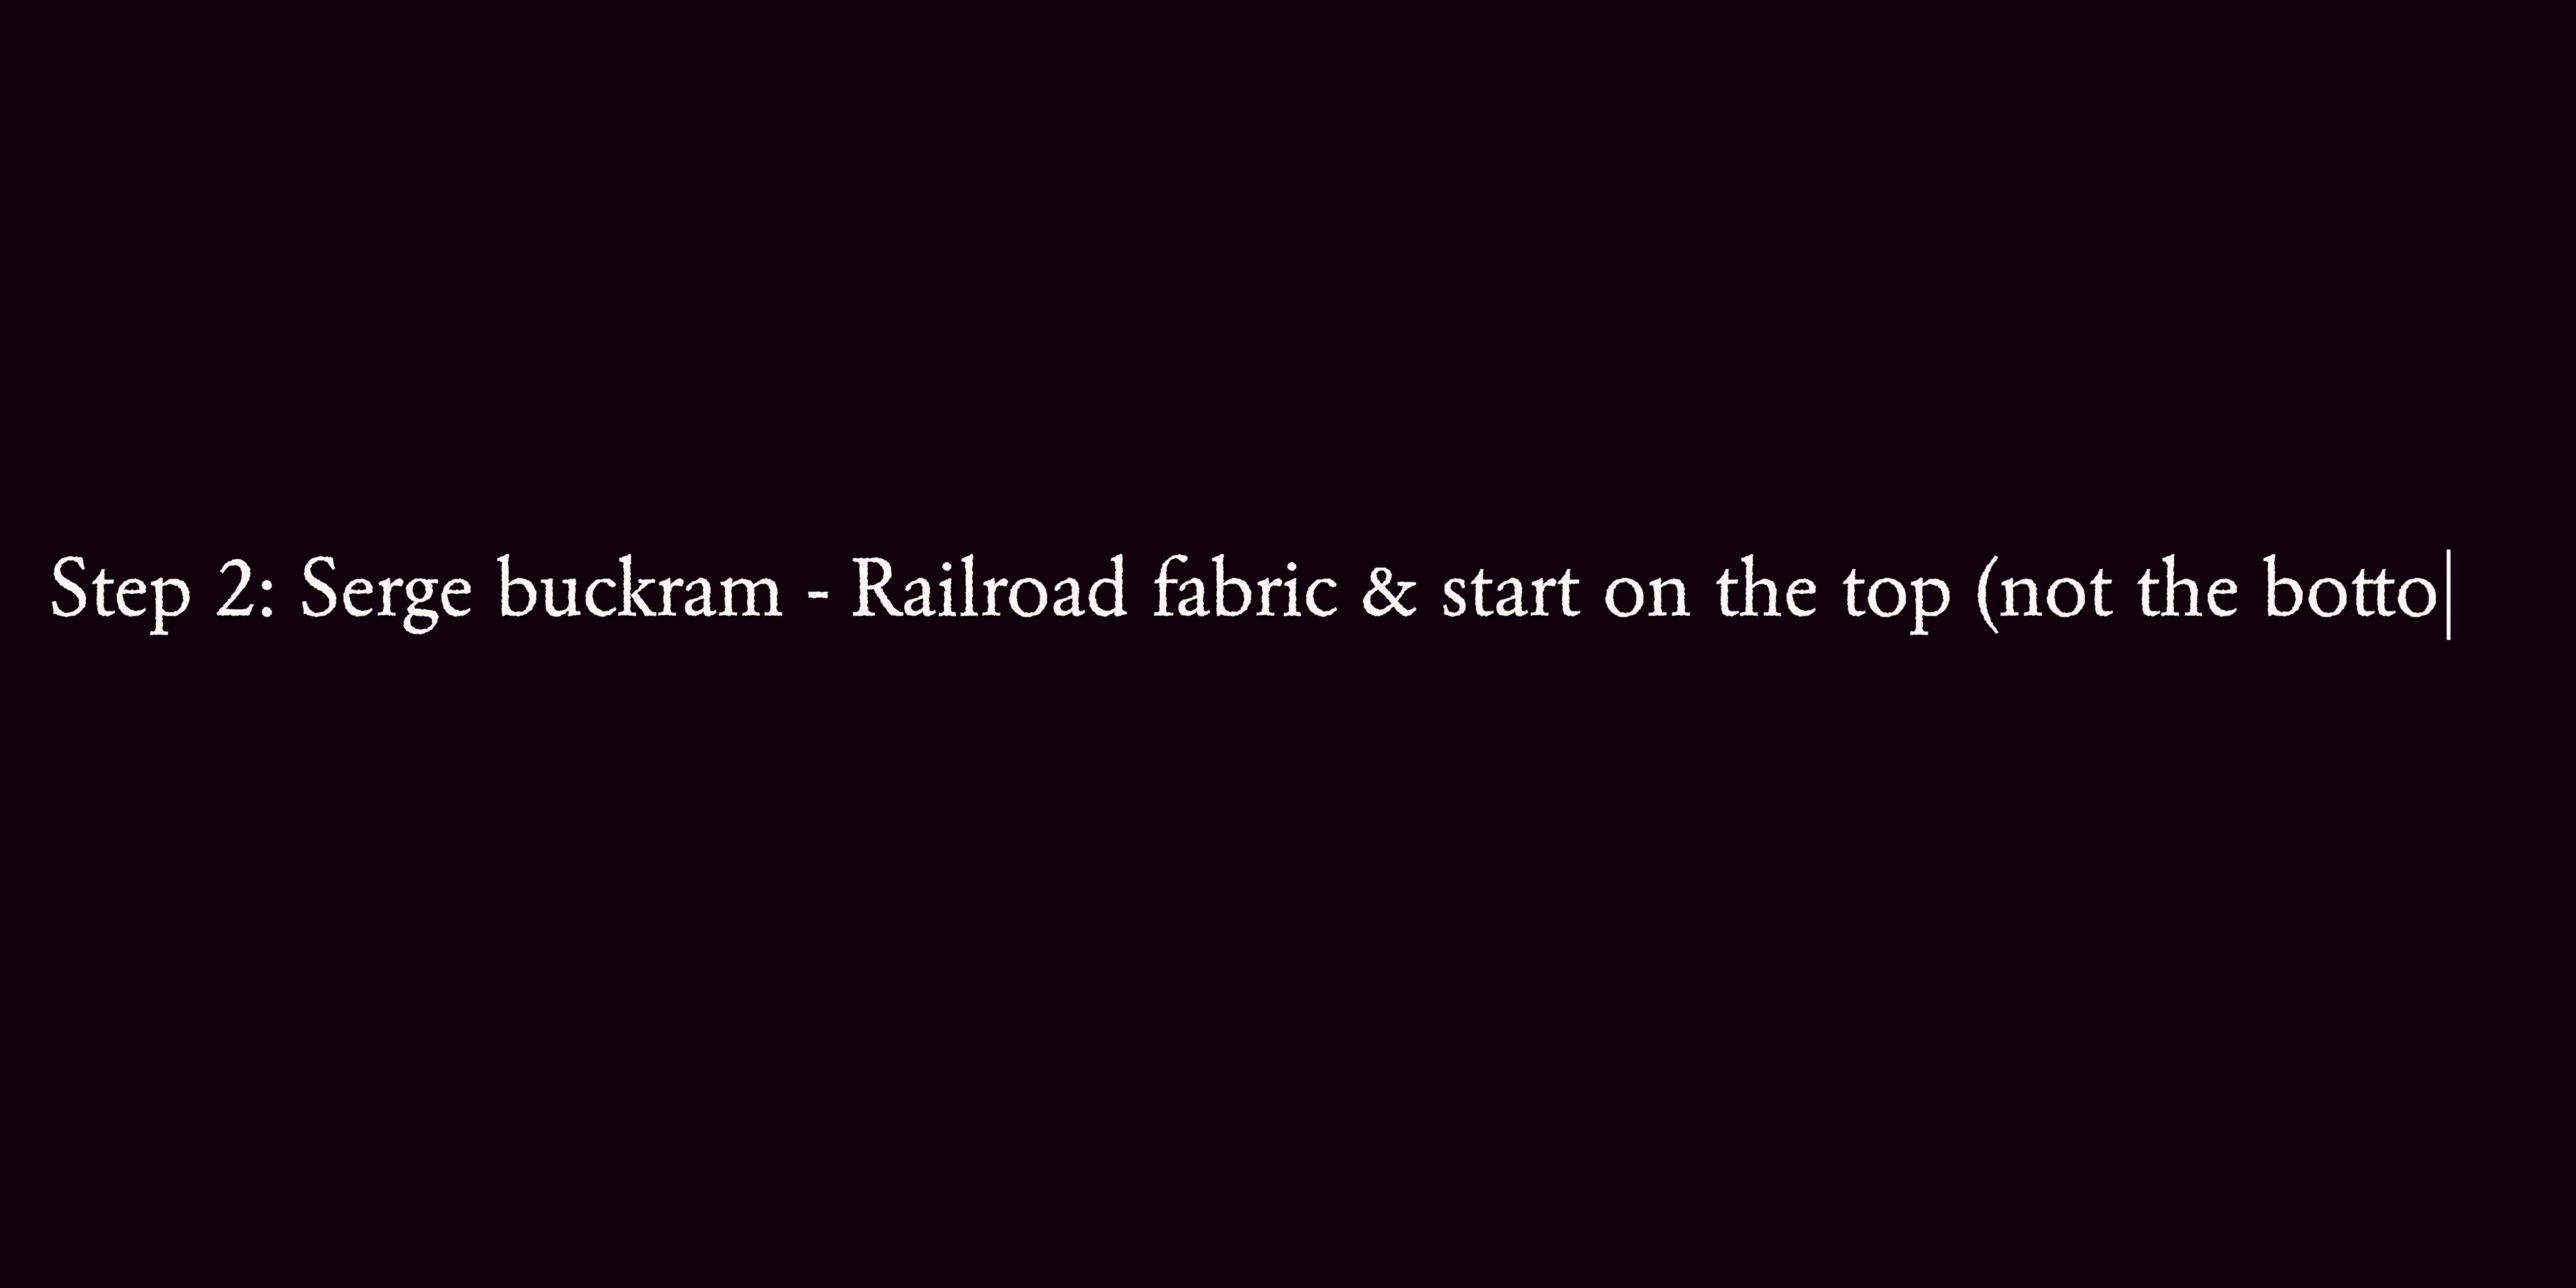 Step 2: Serge buckram - Railroad fabric & start on the top (not the botto